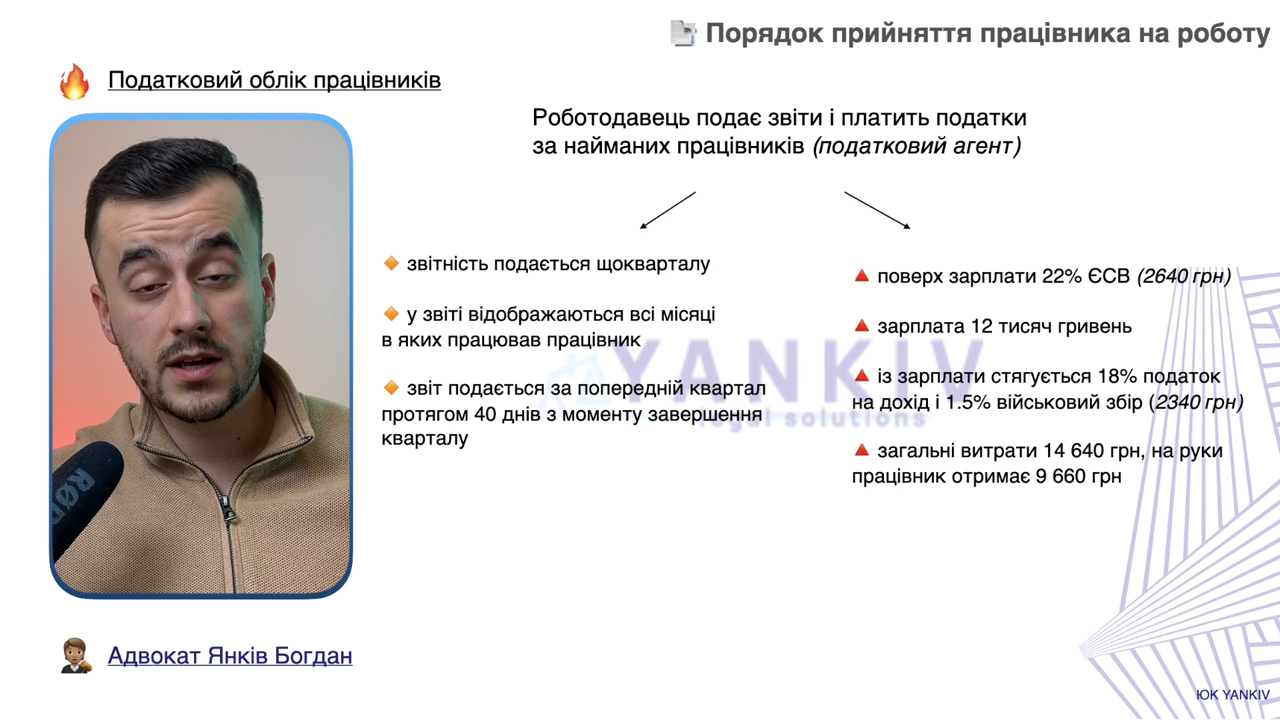 Порядок прийняття працівника на роботу
Податковий облік працівників
Роботодавець подає звіти і платить податки
за найманих працівників (податковий агент)
звітність подається щокварталу
у звіті відображаються всі місяці
в яких працював працівник
звіт подається за попередній квартал
протягом 40 днів з моменту завершення
кварталу
поверх зарплати 22% ЄСВ (2640 грн)
зарплата 12 тисяч гривень
із зарплати стягується 18% податок
на дохід і 1.5% військовий збір (2340 грн)
загальні витрати 14 640 грн, на руки
працівник отримає 9 660 грн
YANKIV
legal solutions
RØD
Адвокат Янків Богдан
ЮК YANKIV